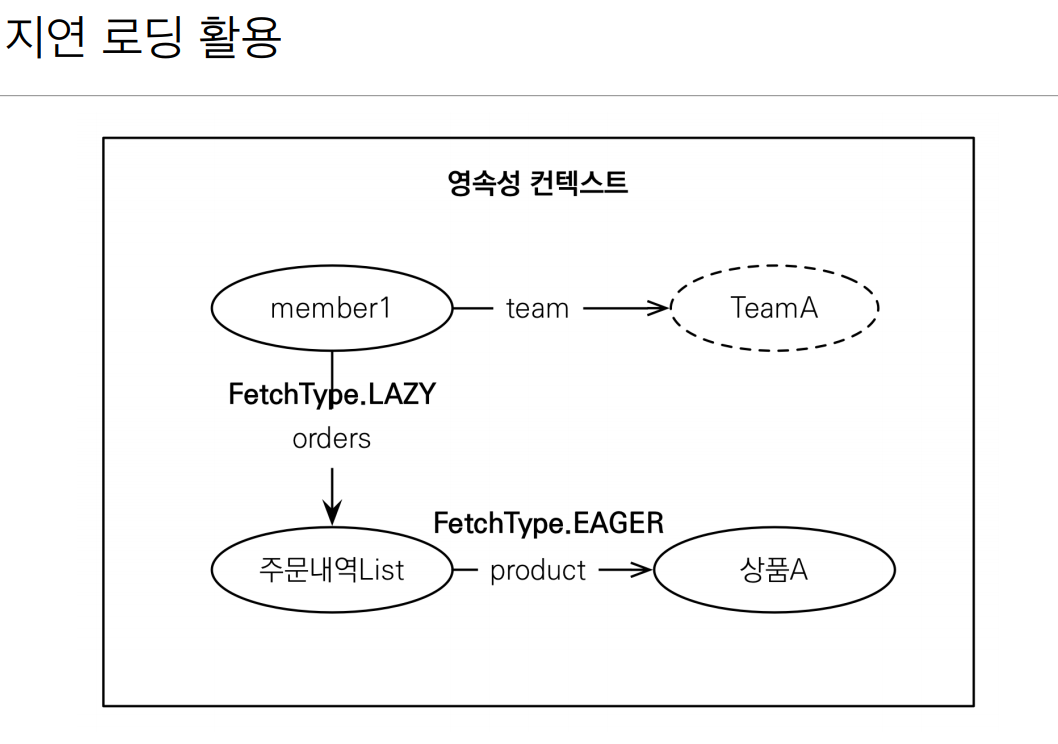 지연 로딩 활용
영속성 컨텍스트
member1
team
TeamA
FetchType.LAZY
orders
FetchType.EAGER
주문내역List
product
상품A